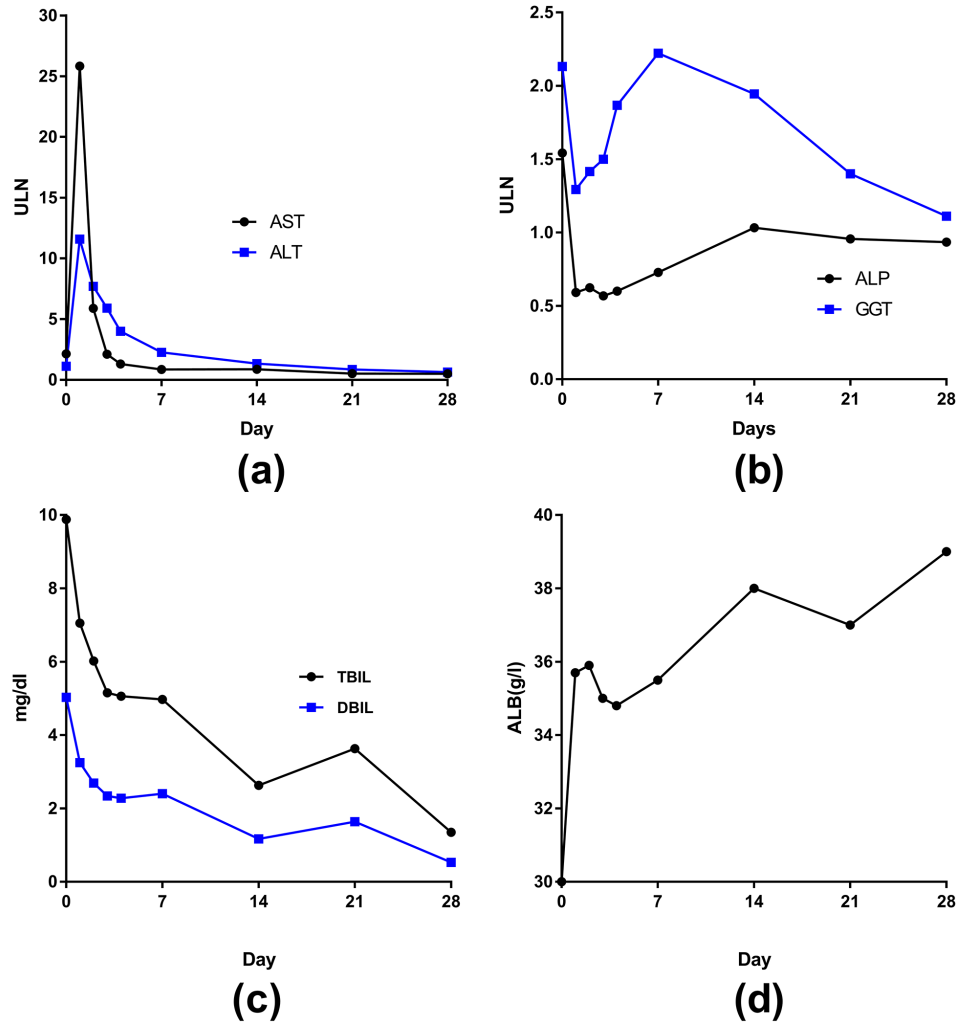 30
25
20
15
10
5
0
ULN
AST
ALT
0 7 14 21 28
Day
(a)
2.5
2.0
1.5
1.0
0.5
0.0
ULN
ALP
GGT
0 7 14 21 28
Days
(b)
10
8
6
4
2
0
mg/dl
TBIL
DBIL
0 7 14 21 28
Day
(c)
40
38
36
34
32
30
ALB(g/l)
0 7 14 21 28
Day
(d)